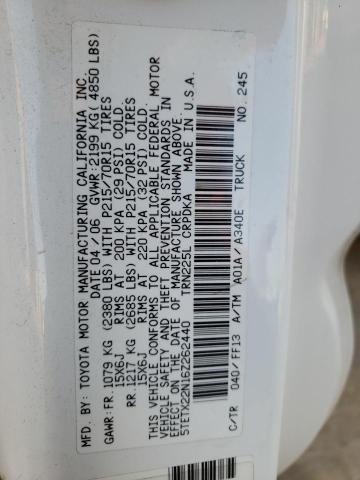 MFD. BY: TOYOTA MOTOR MANUFACTURING CALIFORNIA INC.
DATE 04/06 GVWR:2199 KG( 4850 LBS)
GAWR:FR. 1079 KG (2380 LBS) WITH P215/70R15 TIRES
15X6J RIMS AT 200 KPA (29 PSI) COLD.
RR. 1217 KG (2685 LBS) WITH P215/70R15 TIRES
15X6J RIMS AT 220 KPA (32 PSI) COLD.
THIS VEHICLE CONFORMS TO ALL APPLICABLE FEDERAL MOTOR
VEHICLE SAFETY AND THEFT PREVENTION STANDARDS IN
EFFECT ON THE DATE OF MANUFACTURE SHOWN ABOVE.
5TETX22N16Z262440 TRN225L CRPDKA MADE IN U.S.A.
C/TR 040/FF13 A/TM A01A/A340E TRUCK NO. 245